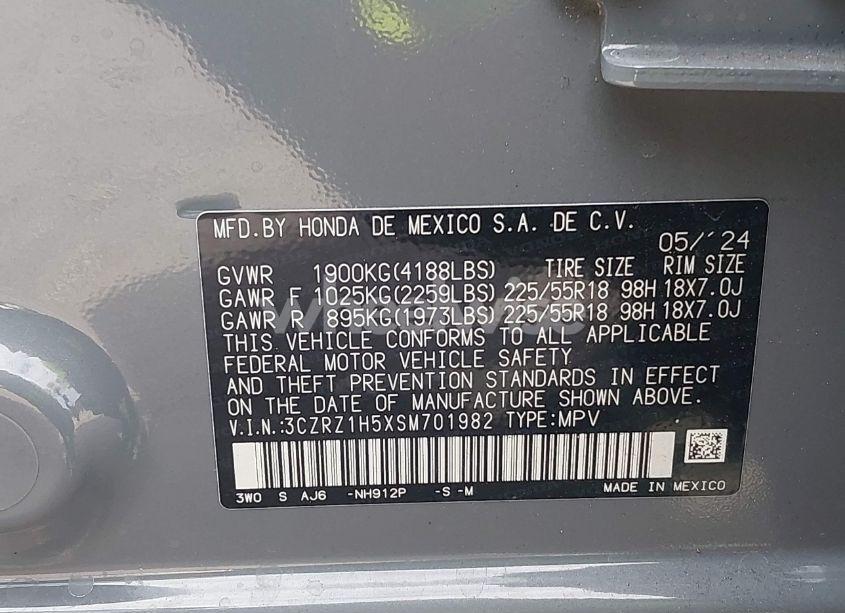 MFD.BY HONDA DE MEXICO S.A. DE C.V.
05/'24
GVWR 1900KG(4188LBS) TIRE SIZE RIM SIZE
GAWR F 1025KG(2259LBS) 225/55R18 98H 18X7.0J
GAWR R 895KG(1973LBS) 225/55R18 98H 18X7.0J
THIS VEHICLE CONFORMS TO ALL APPLICABLE
FEDERAL MOTOR VEHICLE SAFETY
AND THEFT PREVENTION STANDARDS IN EFFECT
ON THE DATE OF MANUFACTURE SHOWN ABOVE.
V.I.N.:3CZRZ1H5XSM701982 TYPE:MPV
3W0 S AJ6 -NH912P -S -M MADE IN MEXICO